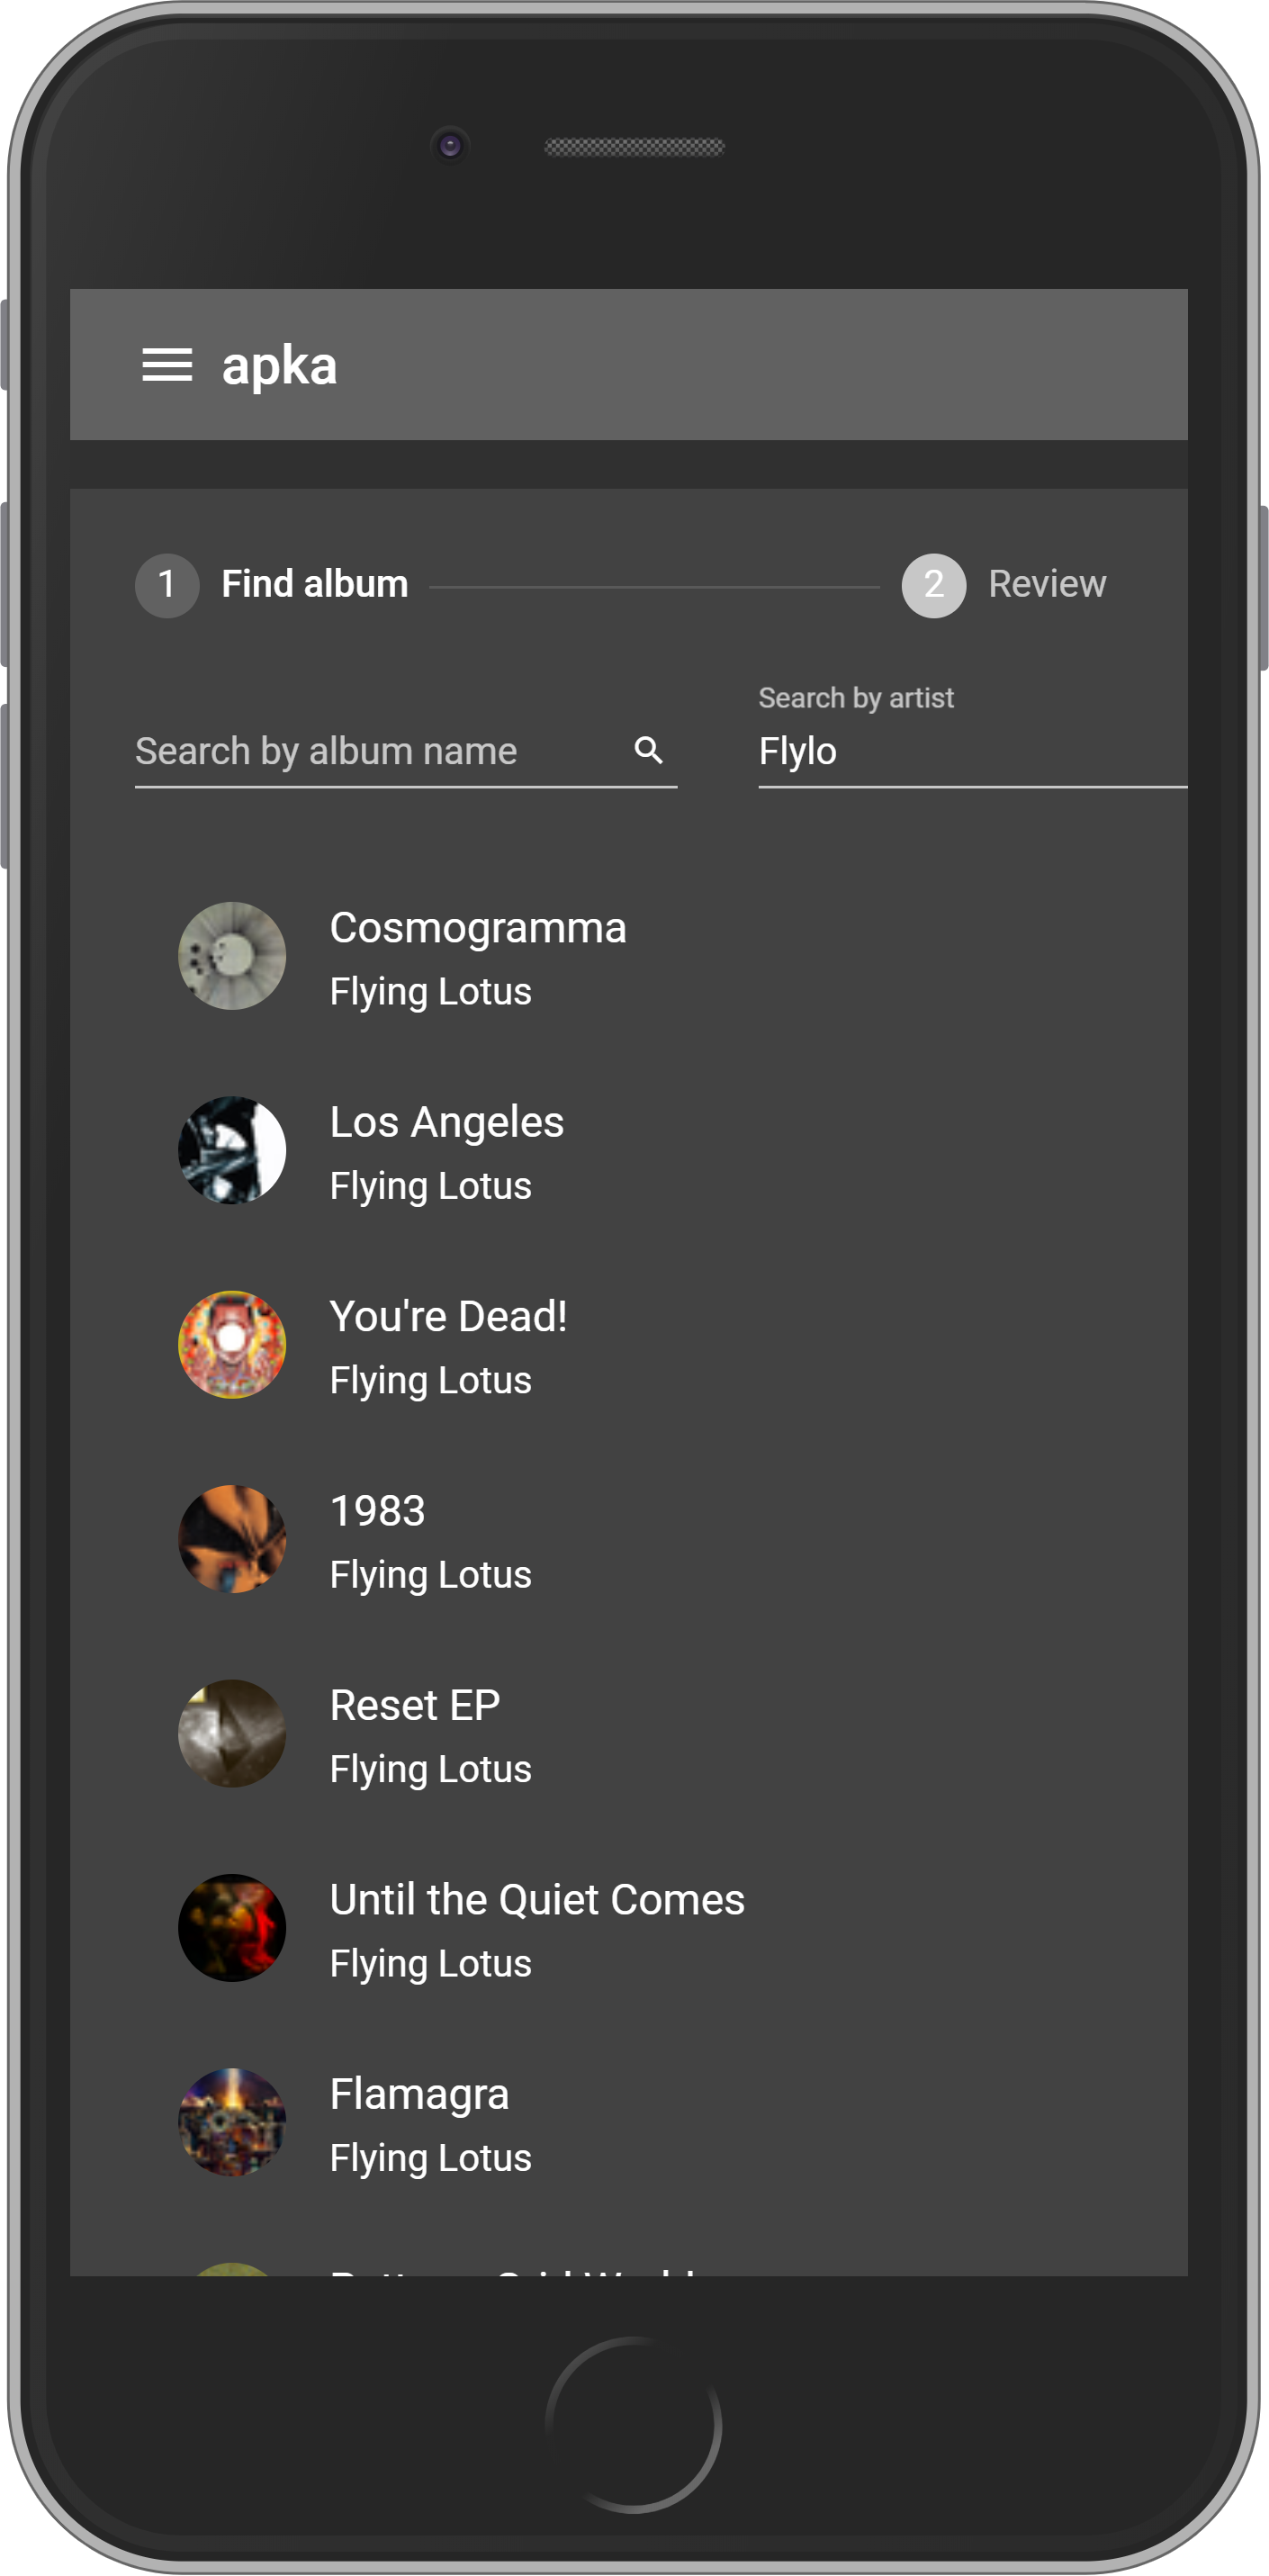 apka
1 Find album 2 Review
Search by artist
Search by album name Flylo
Cosmogramma
Flying Lotus
Los Angeles
Flying Lotus
You're Dead!
Flying Lotus
1983
Flying Lotus
Reset EP
Flying Lotus
Until the Quiet Comes
Flying Lotus
Flamagra
Flying Lotus